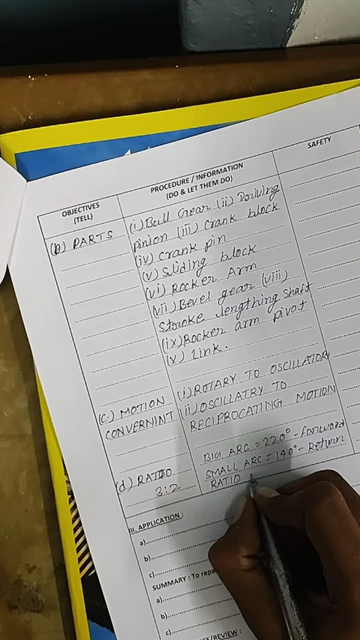 OBJECTIVES
(TELL)
PROCEDURE / INFORMATION
(DO & LET THEM DO)
SAFETY
(b) PARTS
(i) Bull Gear (ii) Driving
Pinion (iii) Crank block
(iv) Crank pin
(v) Sliding block
(vi) Rocker Arm
(vii) Bevel gear (viii)
Stroke lengthing shaft
(ix) Rocker arm pivot
(x) Link.
(c) MOTION
CONVERNINT
(i) ROTARY TO OSCILLATORY
(ii) OSCILLATRY TO
RECIPROCATING MOTION
(d) RATIO
3:2
BIG ARC = 220° - Forward
SMALL ARC = 140° - Return
RATIO
III. APPLICATION :
a)
b)
c)
SUMMARY : To
a)
b)
c)
/REVIEW :